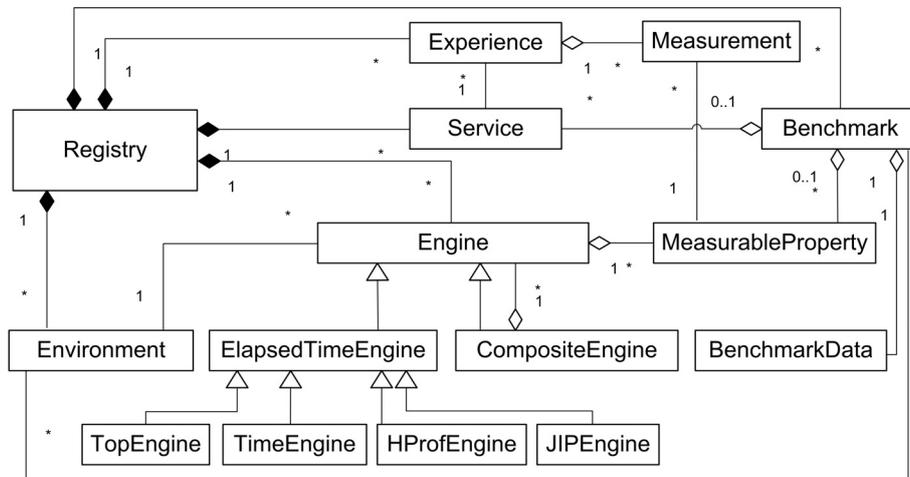 Experience
Measurement
1
1
*
*
1
*
*
1
*
*
0..1
Registry
Service
Benchmark
1
*
1
*
1
0..1
*
1
1
*
Engine
MeasurableProperty
1
*
*
1
*
1
Environment
ElapsedTimeEngine
CompositeEngine
BenchmarkData
TopEngine
TimeEngine
HProfEngine
JIPEngine
*